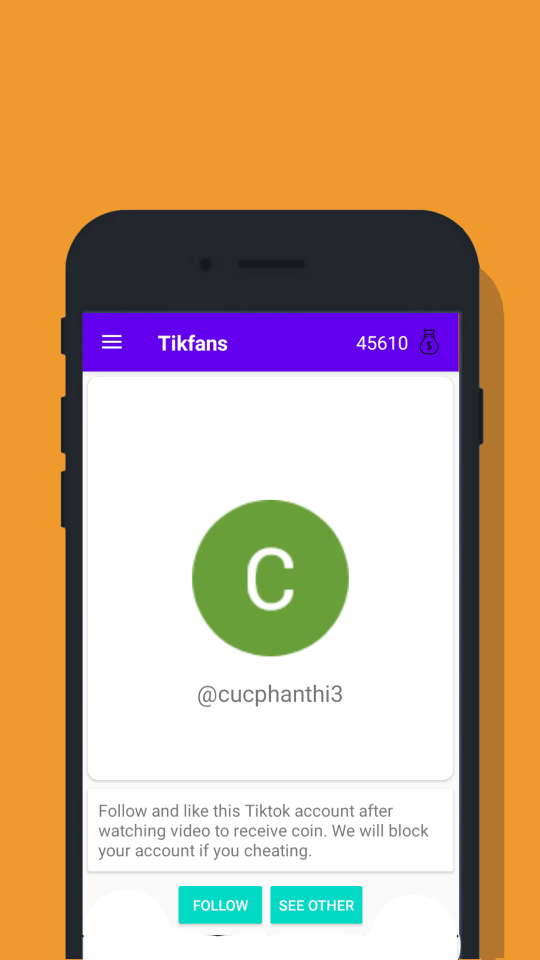 Tikfans 45610
C
@cucphanthi3
Follow and like this Tiktok account after
watching video to receive coin. We will block
your account if you cheating.
FOLLOW SEE OTHER